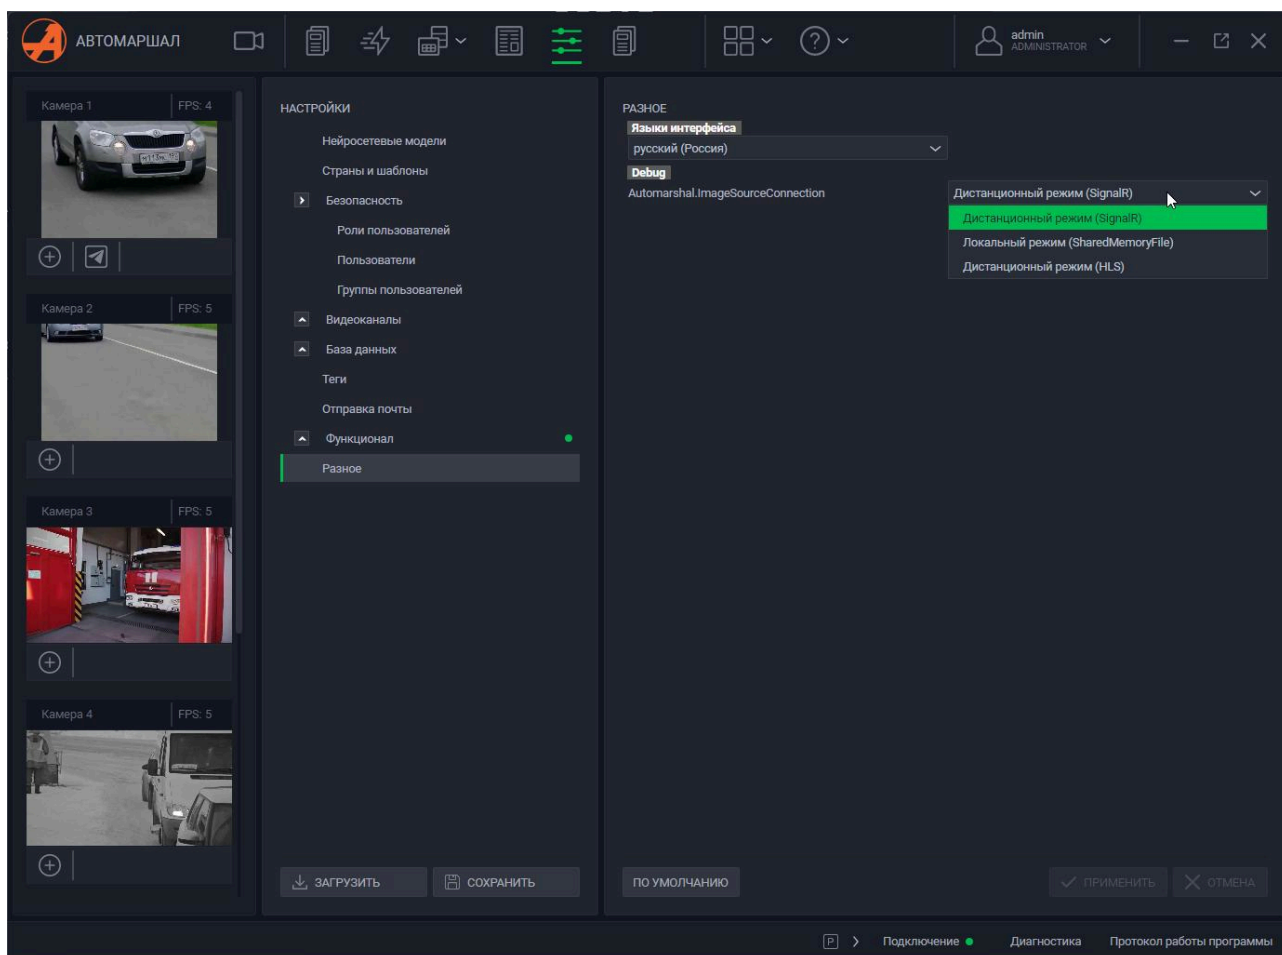 АВТОМАРШАЛ
admin
ADMINISTRATOR
Камера 1 FPS: 4
Камера 2 FPS: 5
Камера 3 FPS: 5
Камера 4 FPS: 5
НАСТРОЙКИ
Нейросетевые модели
Страны и шаблоны
Безопасность
Роли пользователей
Пользователи
Группы пользователей
Видеоканалы
База данных
Теги
Отправка почты
Функционал
Разное
ЗАГРУЗИТЬ СОХРАНИТЬ
РАЗНОЕ
Языки интерфейса
русский (Россия)
Debug
Automarshal.ImageSourceConnection Дистанционный режим (SignalR)
Дистанционный режим (SignalR)
Локальный режим (SharedMemoryFile)
Дистанционный режим (HLS)
ПО УМОЛЧАНИЮ ПРИМЕНИТЬ ОТМЕНА
P Подключение Диагностика Протокол работы программы